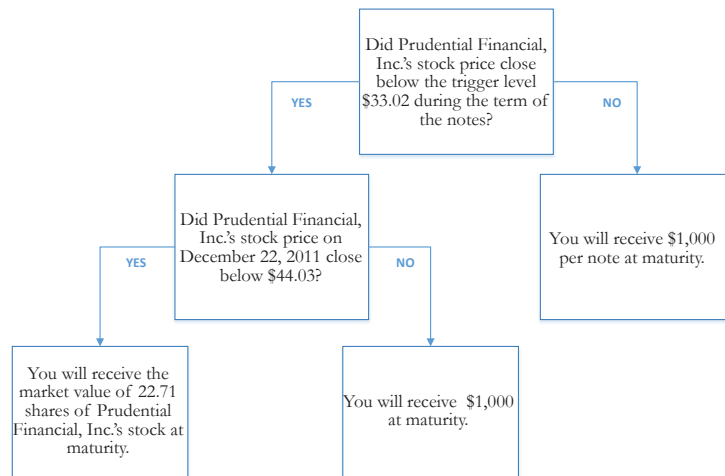 Did Prudential Financial,
Inc.'s stock price close
below the trigger level
$33.02 during the term of
the notes?
YES
NO
Did Prudential Financial,
Inc.'s stock price on
December 22, 2011 close
below $44.03?
You will receive $1,000
per note at maturity.
YES
NO
You will receive the
market value of 22.71
shares of Prudential
Financial, Inc.'s stock at
maturity.
You will receive $1,000
at maturity.